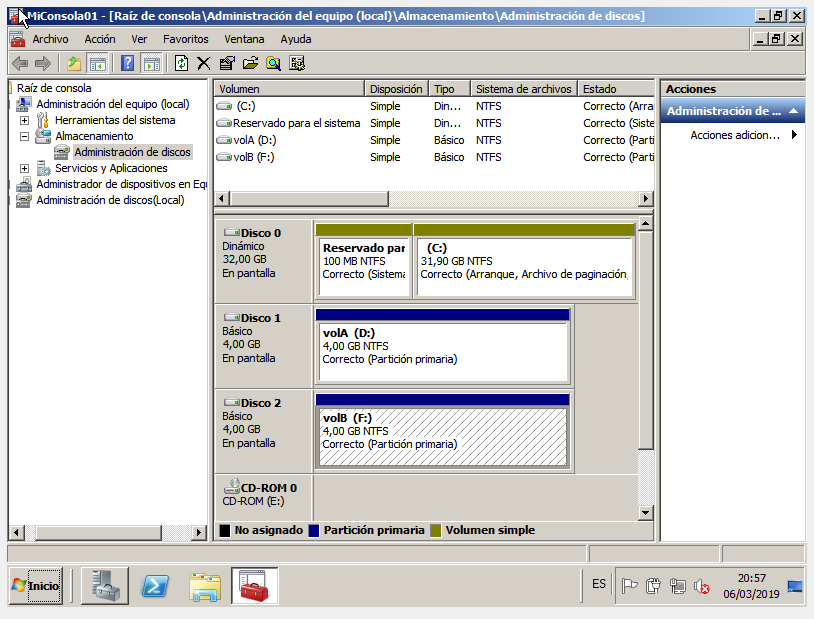 MiConsola01 - [Raíz de consola\Administración del equipo (local)\Almacenamiento\Administración de discos]
Archivo Acción Ver Favoritos Ventana Ayuda
Raíz de consola
Administración del equipo (local)
Herramientas del sistema
Almacenamiento
Administración de discos
Servicios y Aplicaciones
Administrador de dispositivos en Equ
Administración de discos(Local)
Volumen Disposición Tipo Sistema de archivos Estado
(C:) Simple Din... NTFS Correcto (Arra
Reservado para el sistema Simple Din... NTFS Correcto (Siste
volA (D:) Simple Básico NTFS Correcto (Parti
volB (F:) Simple Básico NTFS Correcto (Parti
Disco 0
Dinámico
32,00 GB
En pantalla
Reservado par
100 MB NTFS
Correcto (Sistema
(C:)
31,90 GB NTFS
Correcto (Arranque, Archivo de paginación,
Disco 1
Básico
4,00 GB
En pantalla
volA (D:)
4,00 GB NTFS
Correcto (Partición primaria)
Disco 2
Básico
4,00 GB
En pantalla
volB (F:)
4,00 GB NTFS
Correcto (Partición primaria)
CD-ROM 0
CD-ROM (E:)
No asignado Partición primaria Volumen simple
Acciones
Administración de ...
Acciones adicion...
Inicio
ES
20:57
06/03/2019